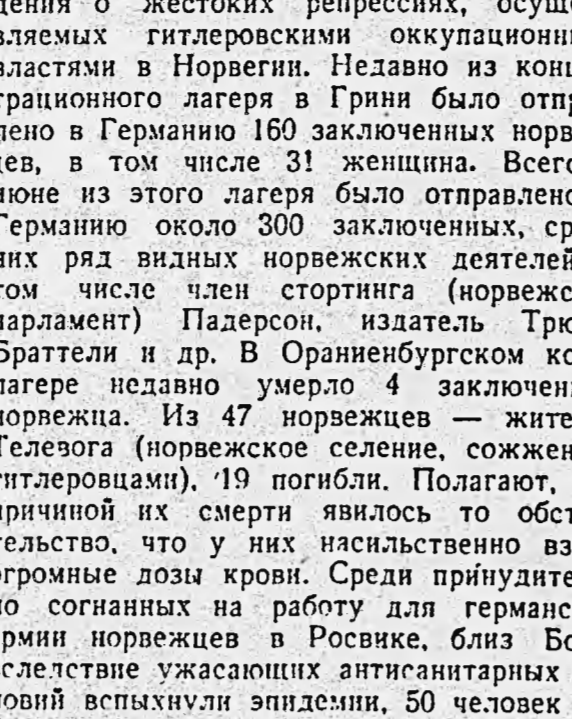 дения о жестоких репрессиях, осуще
вляемых гитлеровскими оккупационн
властями в Норвегии. Недавно из конц
трационного лагеря в Грини было отпр
лено в Германию 160 заключенных норв
цев, в том числе 31 женщина. Всего
июне из этого лагеря было отправлено
Германию около 300 заключенных, ср
них ряд видных норвежских деятелей
том числе член стортинга (норвежс
парламент) Падерсон, издатель Трю
Браттели и др. В Ораниенбургском ко
лагере недавно умерло 4 заключен
норвежца. Из 47 норвежцев — жите
Телевога (норвежское селение, сожжен
гитлеровцами), 19 погибли. Полагают,
причиной их смерти явилось то обст
тельство, что у них насильственно вз
огромные дозы крови. Среди принудите
но согнанных на работу для германс
армии норвежцев в Росвике, близ Бо
вследствие ужасающих антисанитарных
ловий вспыхнули эпидемии, 50 человек